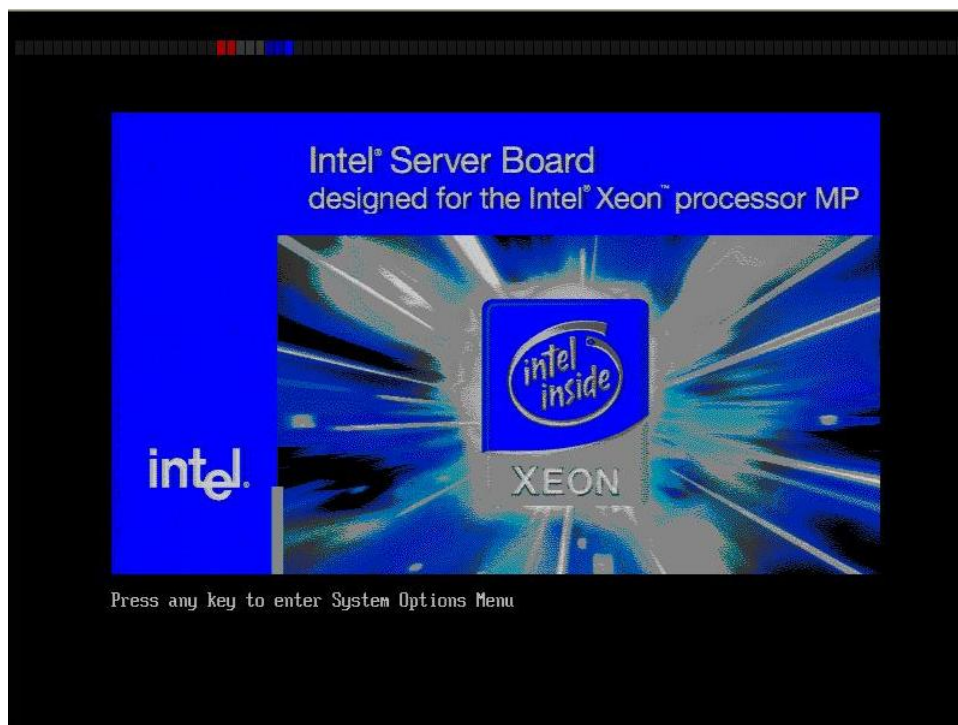 Intel® Server Board
designed for the Intel® Xeon™ processor MP
intel
inside
XEON
intel.
Press any key to enter System Options Menu